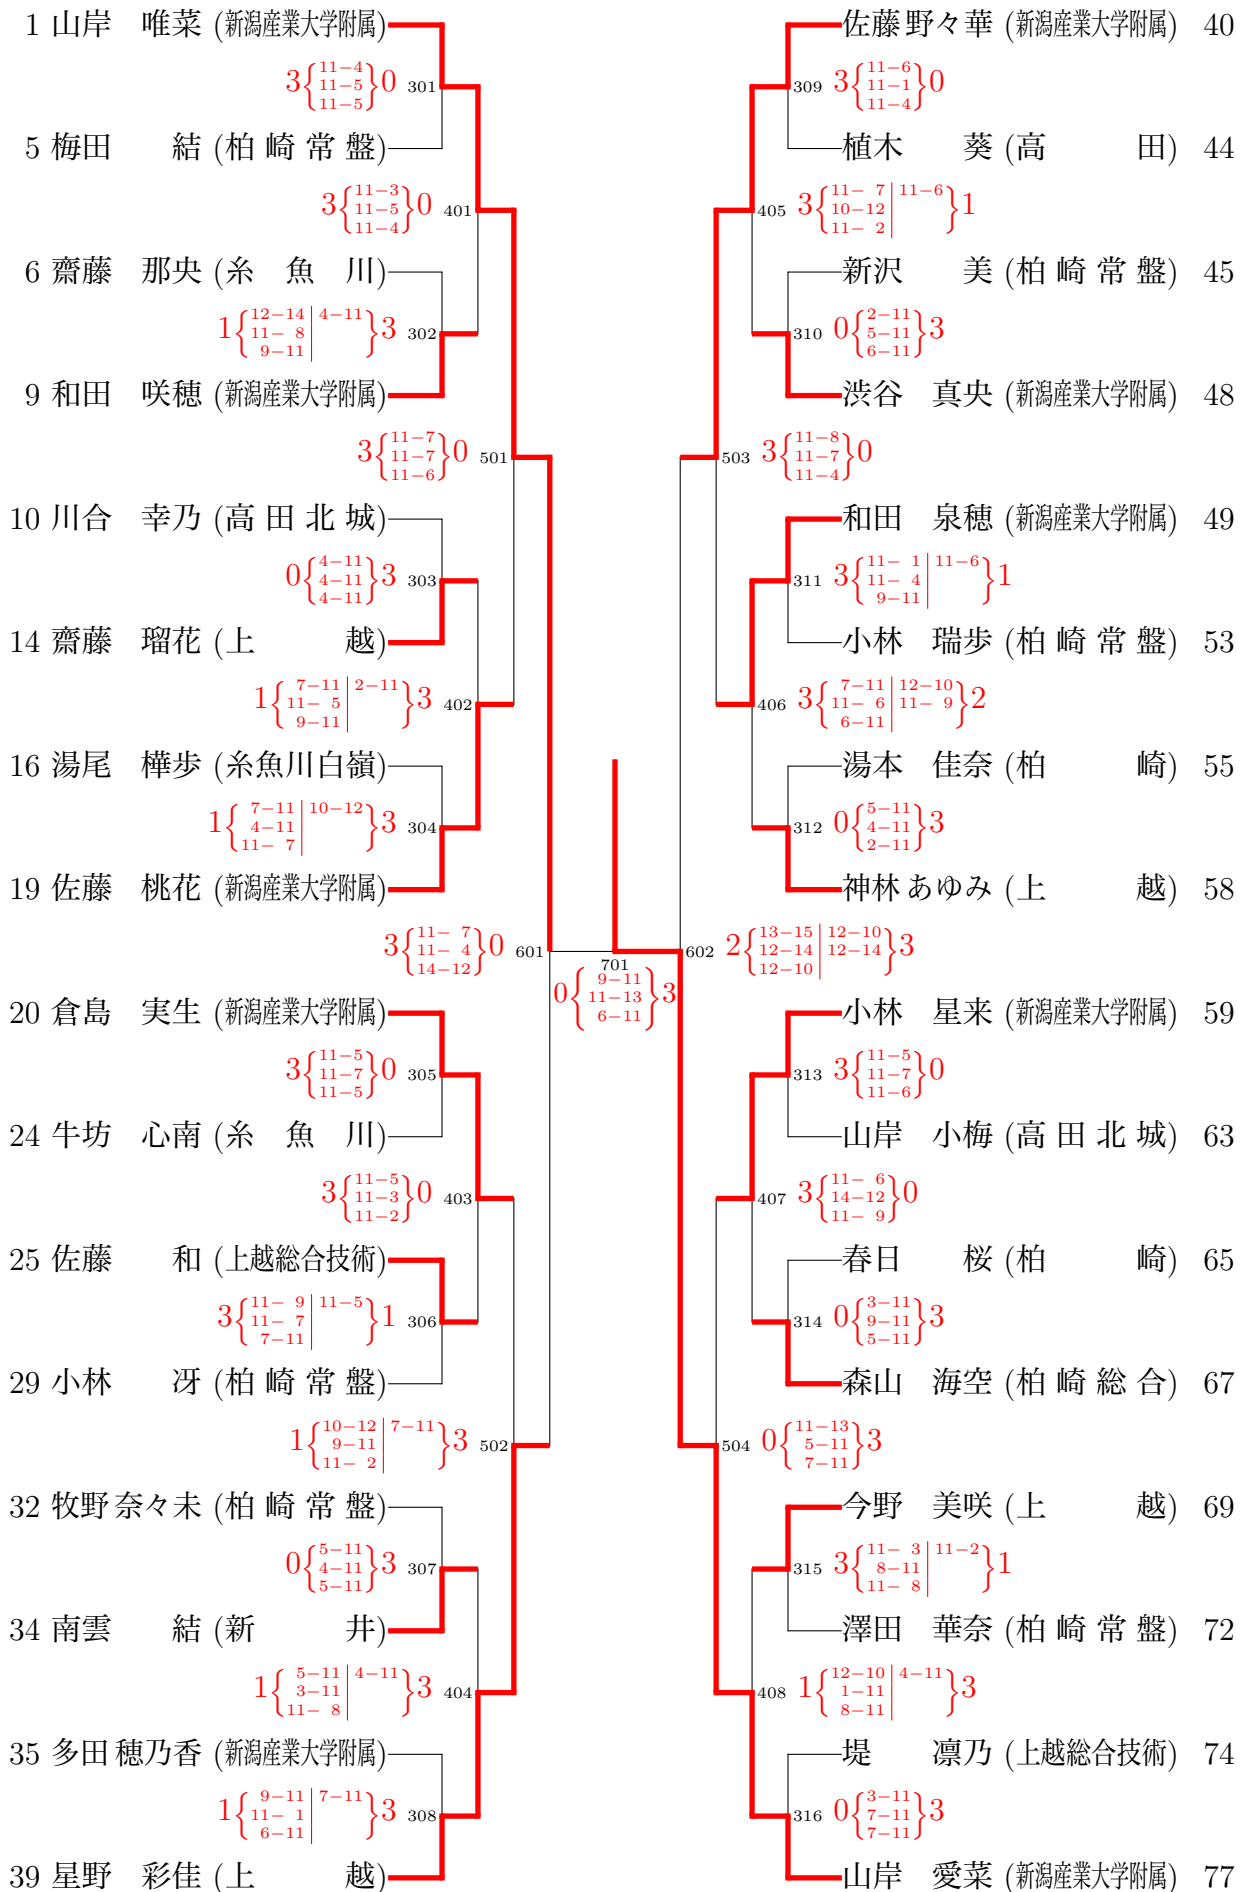 1 山岸 唯菜 (新潟産業大学附属)
3{11-4 11-5 11-5}0 301
5 梅田 結 (柏崎常盤)
3{11-3 11-5 11-4}0 401
6 齋藤 那央 (糸魚川)
1{12-14 11-8 9-11 | 4-11}3 302
9 和田 咲穂 (新潟産業大学附属)
3{11-7 11-7 11-6}0 501
10 川合 幸乃 (高田北城)
0{4-11 4-11 4-11}3 303
14 齋藤 瑠花 (上越)
1{7-11 11-5 9-11 | 2-11}3 402
16 湯尾 樺歩 (糸魚川白嶺)
1{7-11 4-11 11-7 | 10-12}3 304
19 佐藤 桃花 (新潟産業大学附属)
3{11-7 11-4 14-12}0 601
20 倉島 実生 (新潟産業大学附属)
3{11-5 11-7 11-5}0 305
24 牛坊 心南 (糸魚川)
3{11-5 11-3 11-2}0 403
25 佐藤 和 (上越総合技術)
3{11-9 11-7 7-11 | 11-5}1 306
29 小林 冴 (柏崎常盤)
1{10-12 9-11 11-2 | 7-11}3 502
32 牧野 奈々未 (柏崎常盤)
0{5-11 4-11 5-11}3 307
34 南雲 結 (新井)
1{5-11 3-11 11-8 | 4-11}3 404
35 多田 穂乃香 (新潟産業大学附属)
1{9-11 11-1 6-11 | 7-11}3 308
39 星野 彩佳 (上越)
701
0{9-11 11-13 6-11}3
佐藤 野々華 (新潟産業大学附属) 40
309 3{11-6 11-1 11-4}0
植木 葵 (高田) 44
405 3{11-7 10-12 11-2 | 11-6}1
新沢 美 (柏崎常盤) 45
310 0{2-11 5-11 6-11}3
渋谷 真央 (新潟産業大学附属) 48
503 3{11-8 11-7 11-4}0
和田 泉穂 (新潟産業大学附属) 49
311 3{11-1 11-4 9-11 | 11-6}1
小林 瑞歩 (柏崎常盤) 53
406 3{7-11 11-6 6-11 | 12-10 11-9}2
湯本 佳奈 (柏崎) 55
312 0{5-11 4-11 2-11}3
神林 あゆみ (上越) 58
602 2{13-15 12-14 12-10 | 12-10 12-14}3
小林 星来 (新潟産業大学附属) 59
313 3{11-5 11-7 11-6}0
山岸 小梅 (高田北城) 63
407 3{11-6 14-12 11-9}0
春日 桜 (柏崎) 65
314 0{3-11 9-11 5-11}3
森山 海空 (柏崎総合) 67
504 0{11-13 5-11 7-11}3
今野 美咲 (上越) 69
315 3{11-3 8-11 11-8 | 11-2}1
澤田 華奈 (柏崎常盤) 72
408 1{12-10 1-11 8-11 | 4-11}3
堤 凛乃 (上越総合技術) 74
316 0{3-11 7-11 7-11}3
山岸 愛菜 (新潟産業大学附属) 77